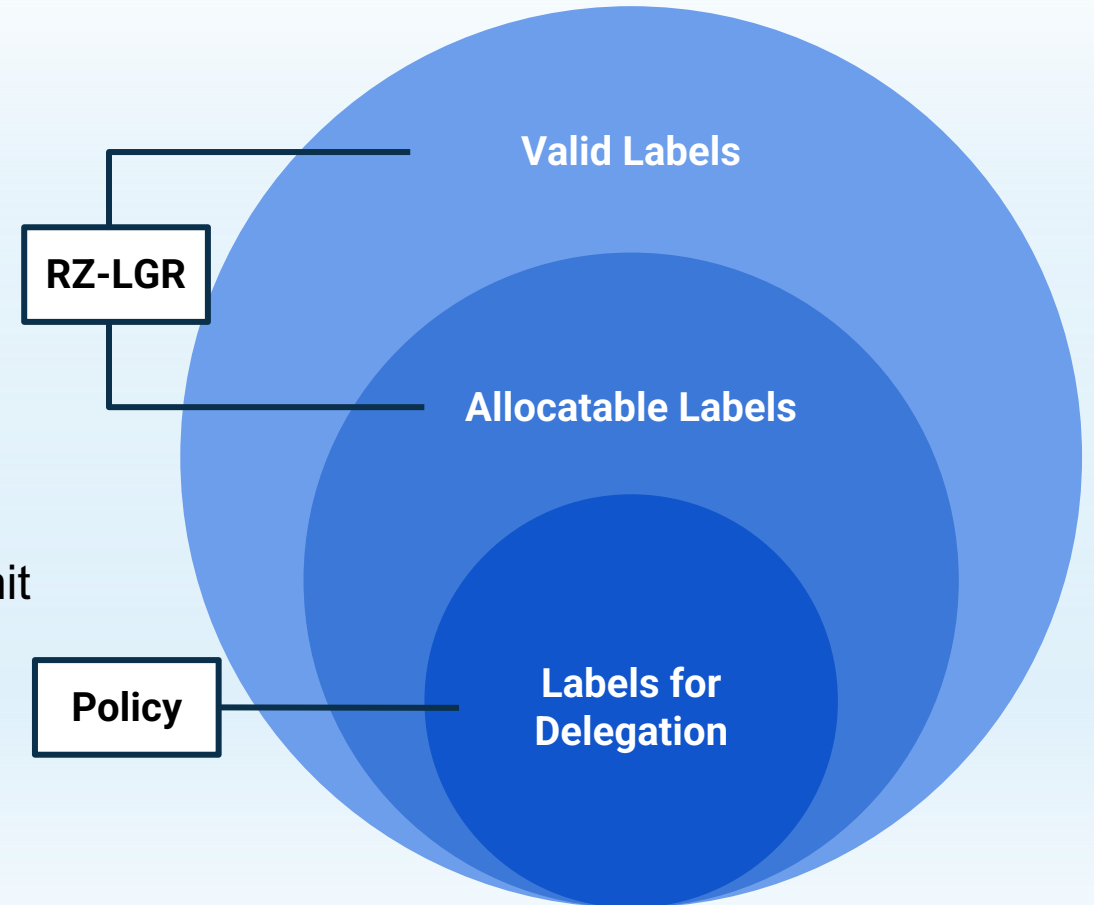 Valid Labels
RZ-LGR
Allocatable Labels
Policy
Labels for
Delegation